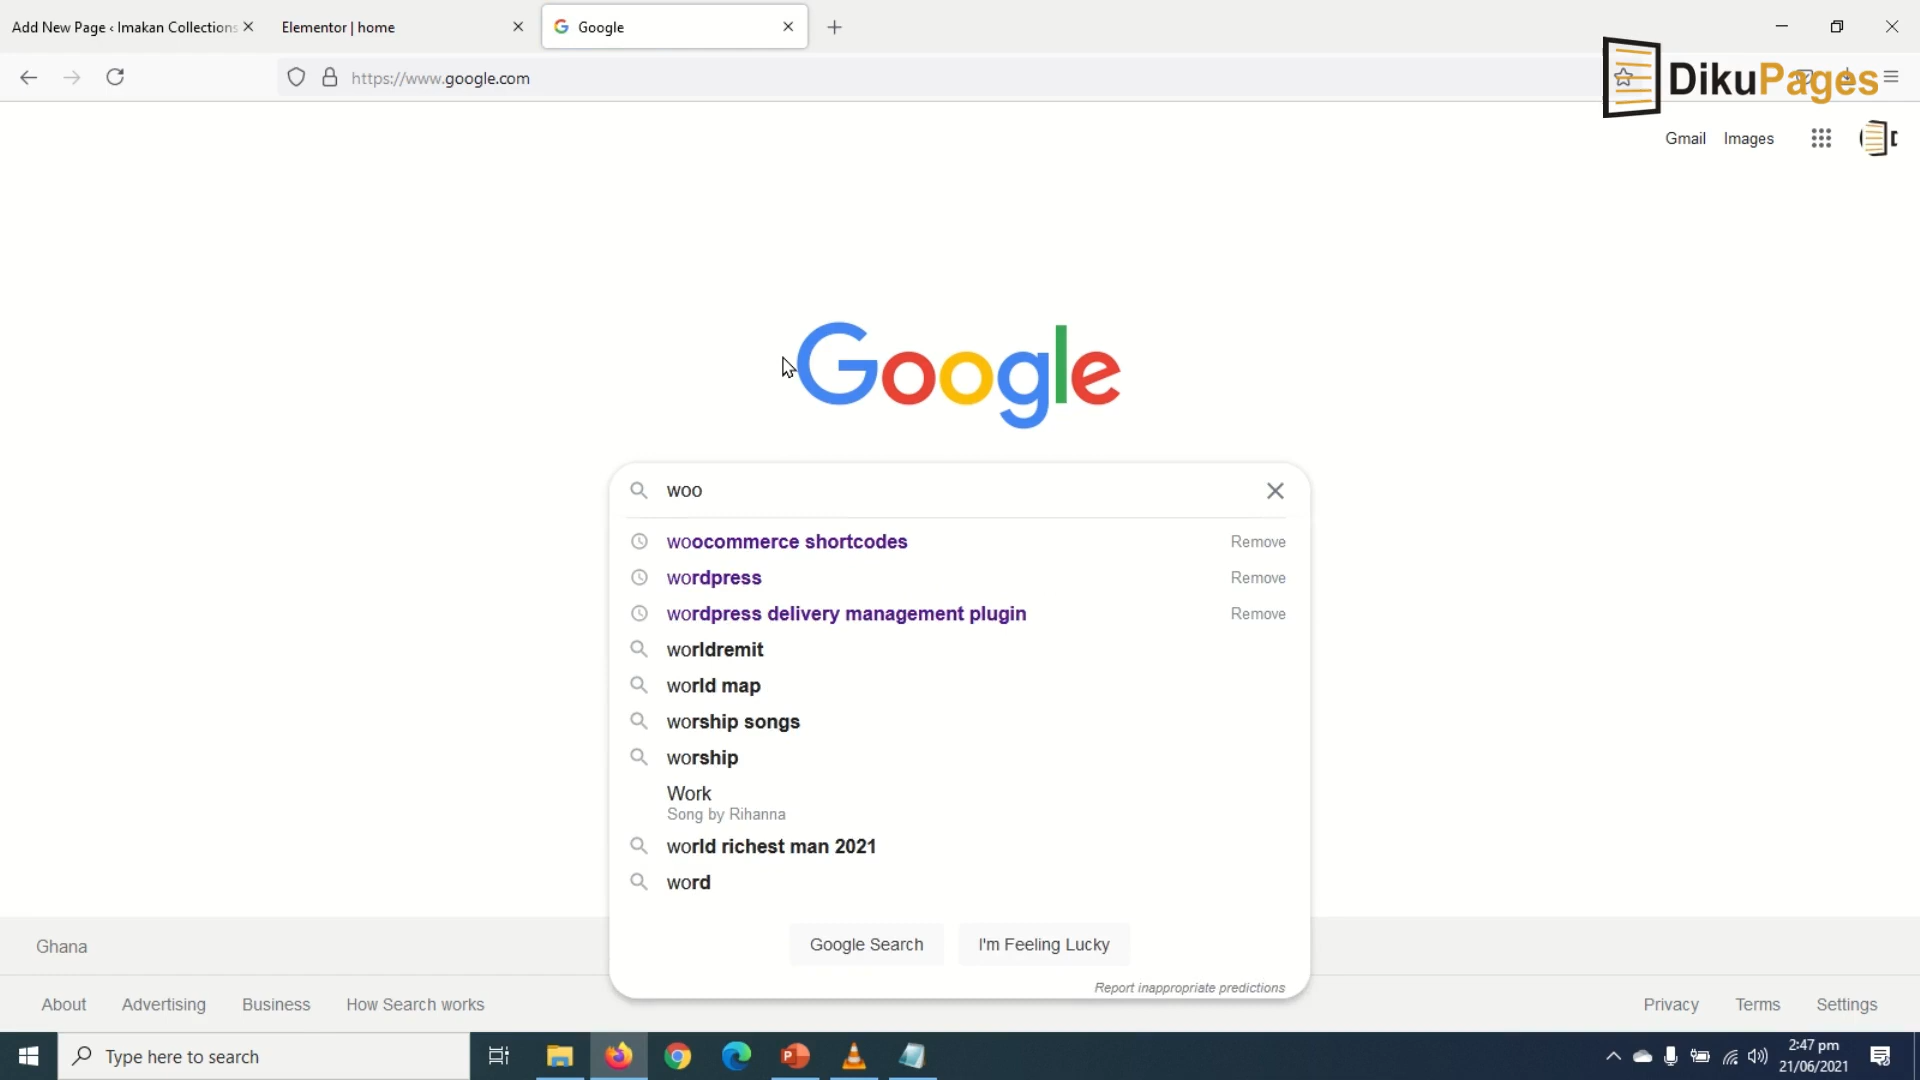 Add New Page ‹ Imakan Collections
Elementor | home
Google
https://www.google.com
DikuPages
Gmail
Images
Google
woo
woocommerce shortcodes
Remove
wordpress
Remove
wordpress delivery management plugin
Remove
worldremit
world map
worship songs
worship
Work
Song by Rihanna
world richest man 2021
word
Google Search
I'm Feeling Lucky
Report inappropriate predictions
Ghana
About
Advertising
Business
How Search works
Privacy
Terms
Settings
Type here to search
2:47 pm
21/06/2021